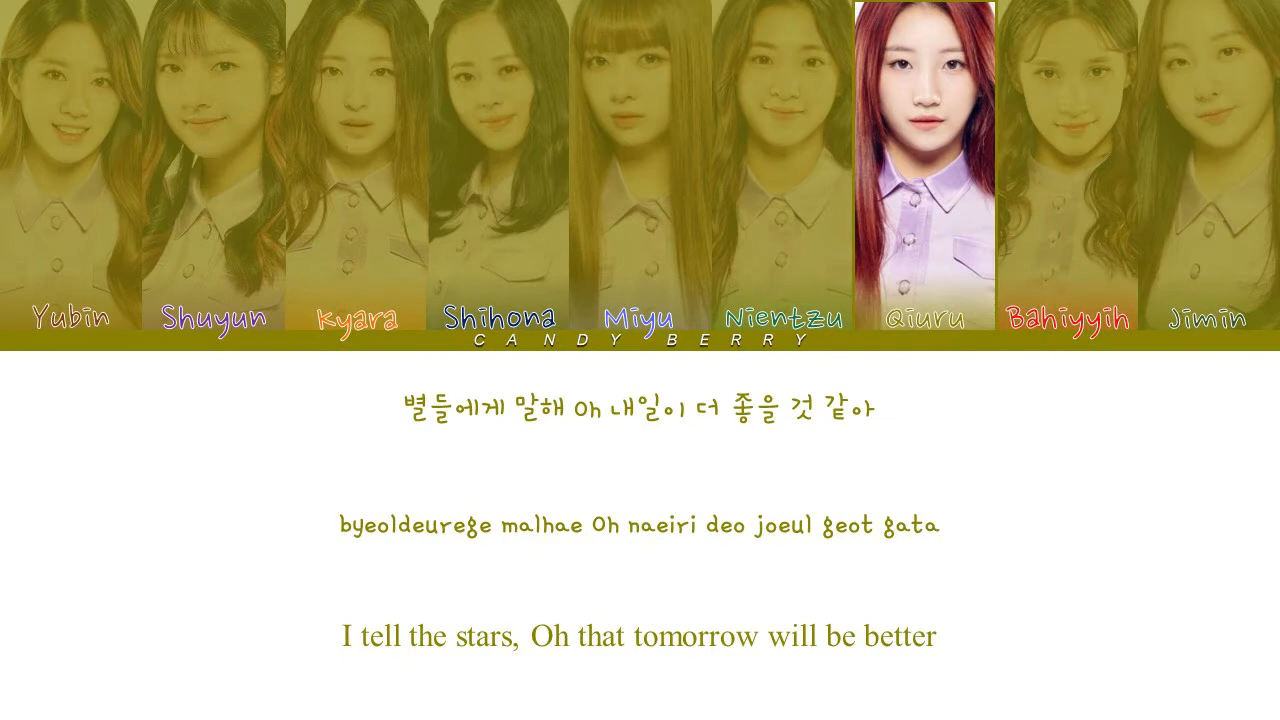 Yubin Shuyun Kyara Shihona Miyu Nientzu Qiuru Bahiyyih Jimin
CANDY BERRY
별들에게 말해 Oh 내일이 더 좋을 것 같아
byeoldeurege malhae Oh naeiri deo joeul geot gata
I tell the stars, Oh that tomorrow will be better